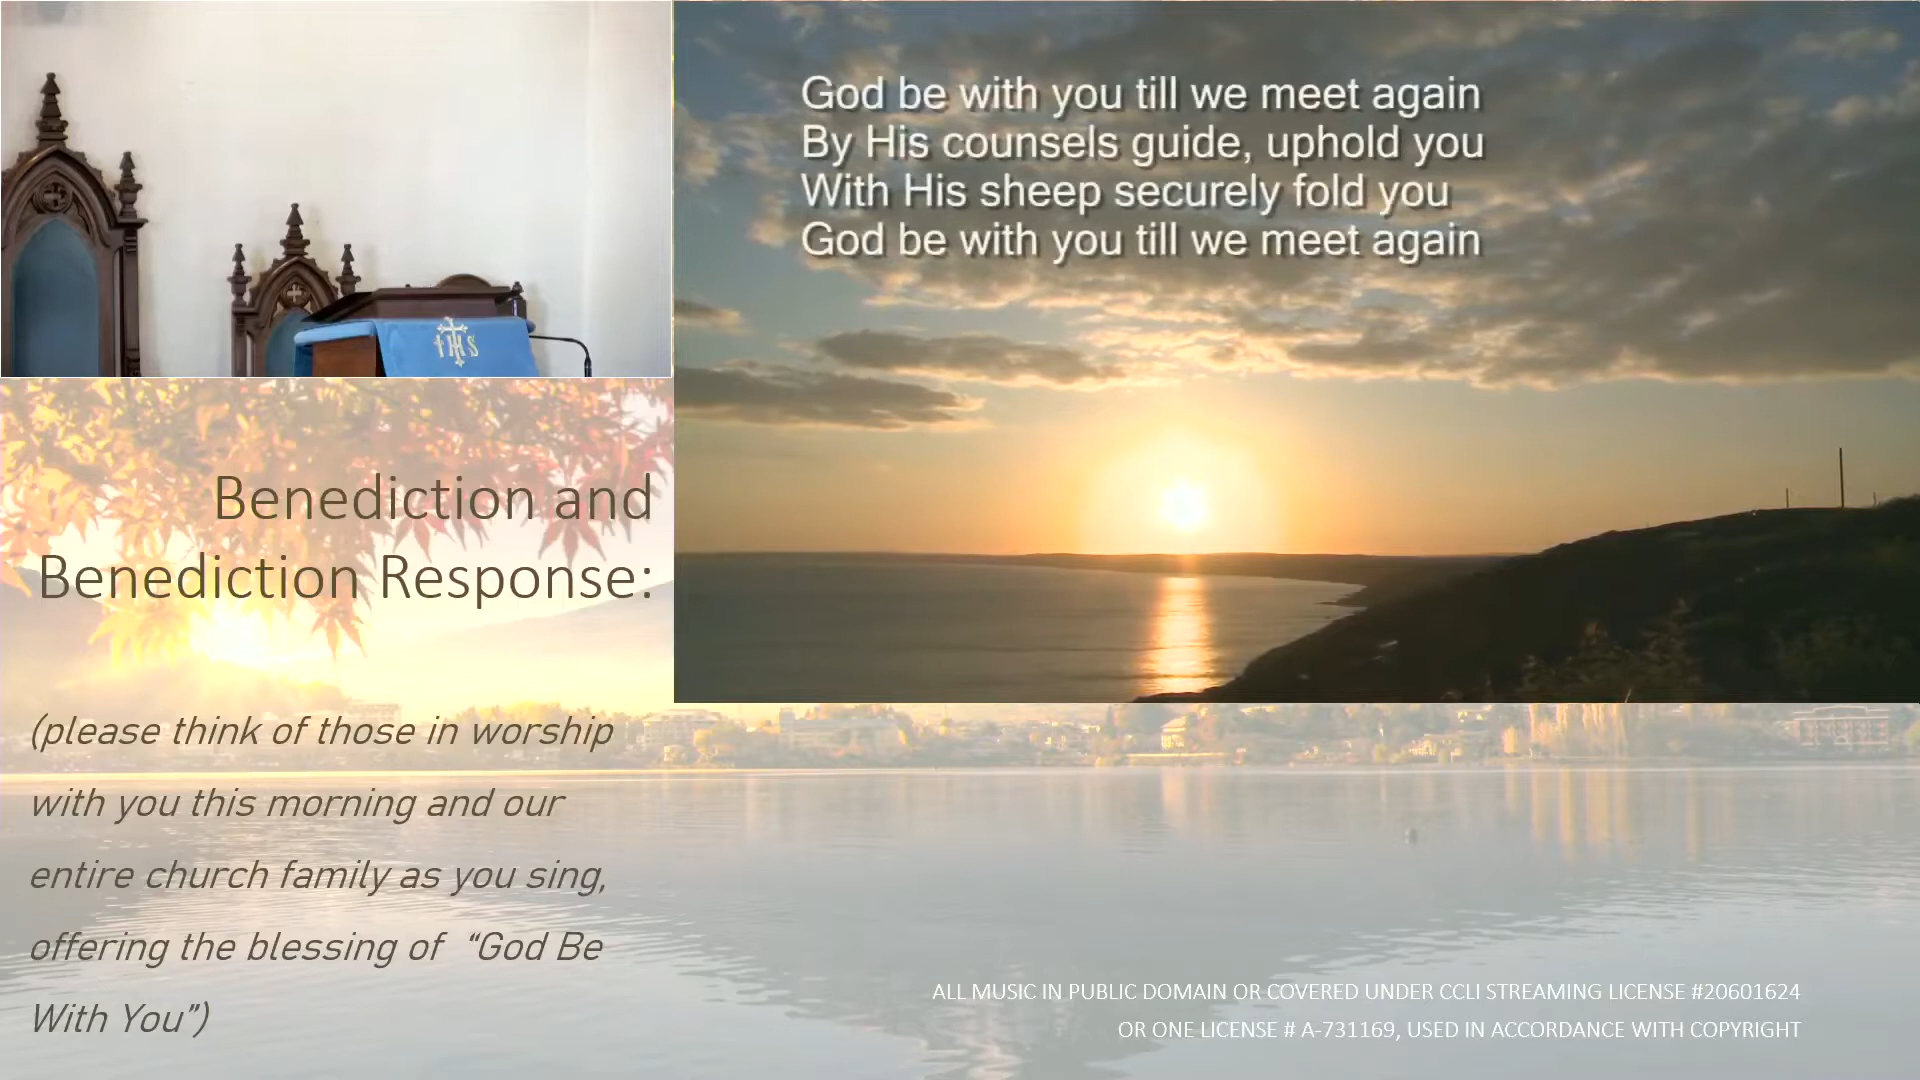 God be with you till we meet again
By His counsels guide, uphold you
With His sheep securely fold you
God be with you till we meet again
IHS
Benediction and
Benediction Response:
(please think of those in worship
with you this morning and our
entire church family as you sing,
offering the blessing of “God Be
With You”)
ALL MUSIC IN PUBLIC DOMAIN OR COVERED UNDER CCLI STREAMING LICENSE #20601624
OR ONE LICENSE # A-731169, USED IN ACCORDANCE WITH COPYRIGHT